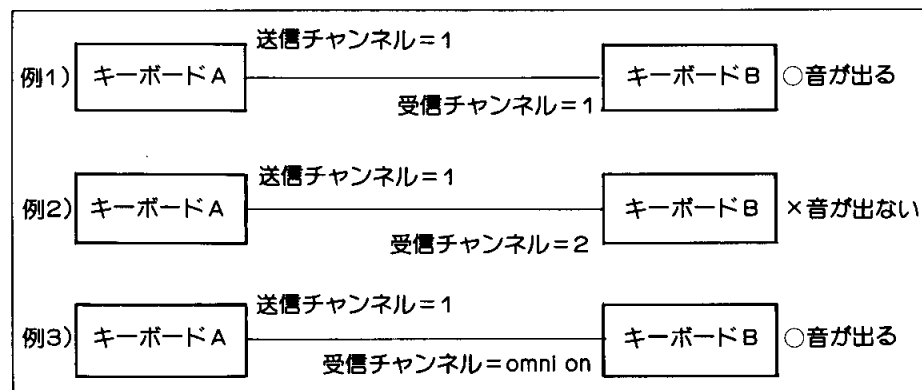 送信チャンネル=1
例1) キーボードA キーボードB ○音が出る
受信チャンネル=1
送信チャンネル=1
例2) キーボードA キーボードB ×音が出ない
受信チャンネル=2
送信チャンネル=1
例3) キーボードA キーボードB ○音が出る
受信チャンネル=omni on